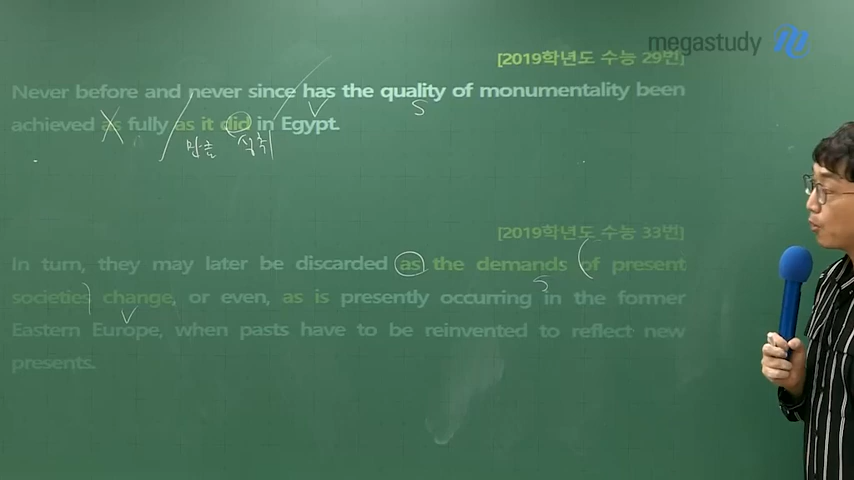 megastudy
[2019학년도 수능 29번]
Never before and never since has the quality of monumentality been
achieved as fully as it did in Egypt.
S
[2019학년도 수능 33번]
In turn, they may later be discarded as the demands of present
societies change, or even, as is presently occurring in the former
S
Eastern Europe, when pasts have to be reinvented to reflect new
presents.